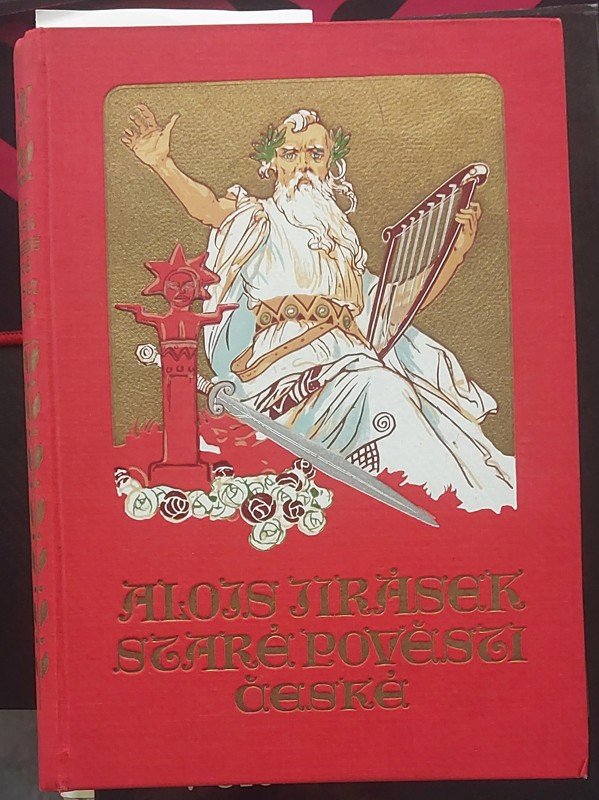 ALOIS JIRÁSEK
STARÉ POVĚSTI
ČESKÉ